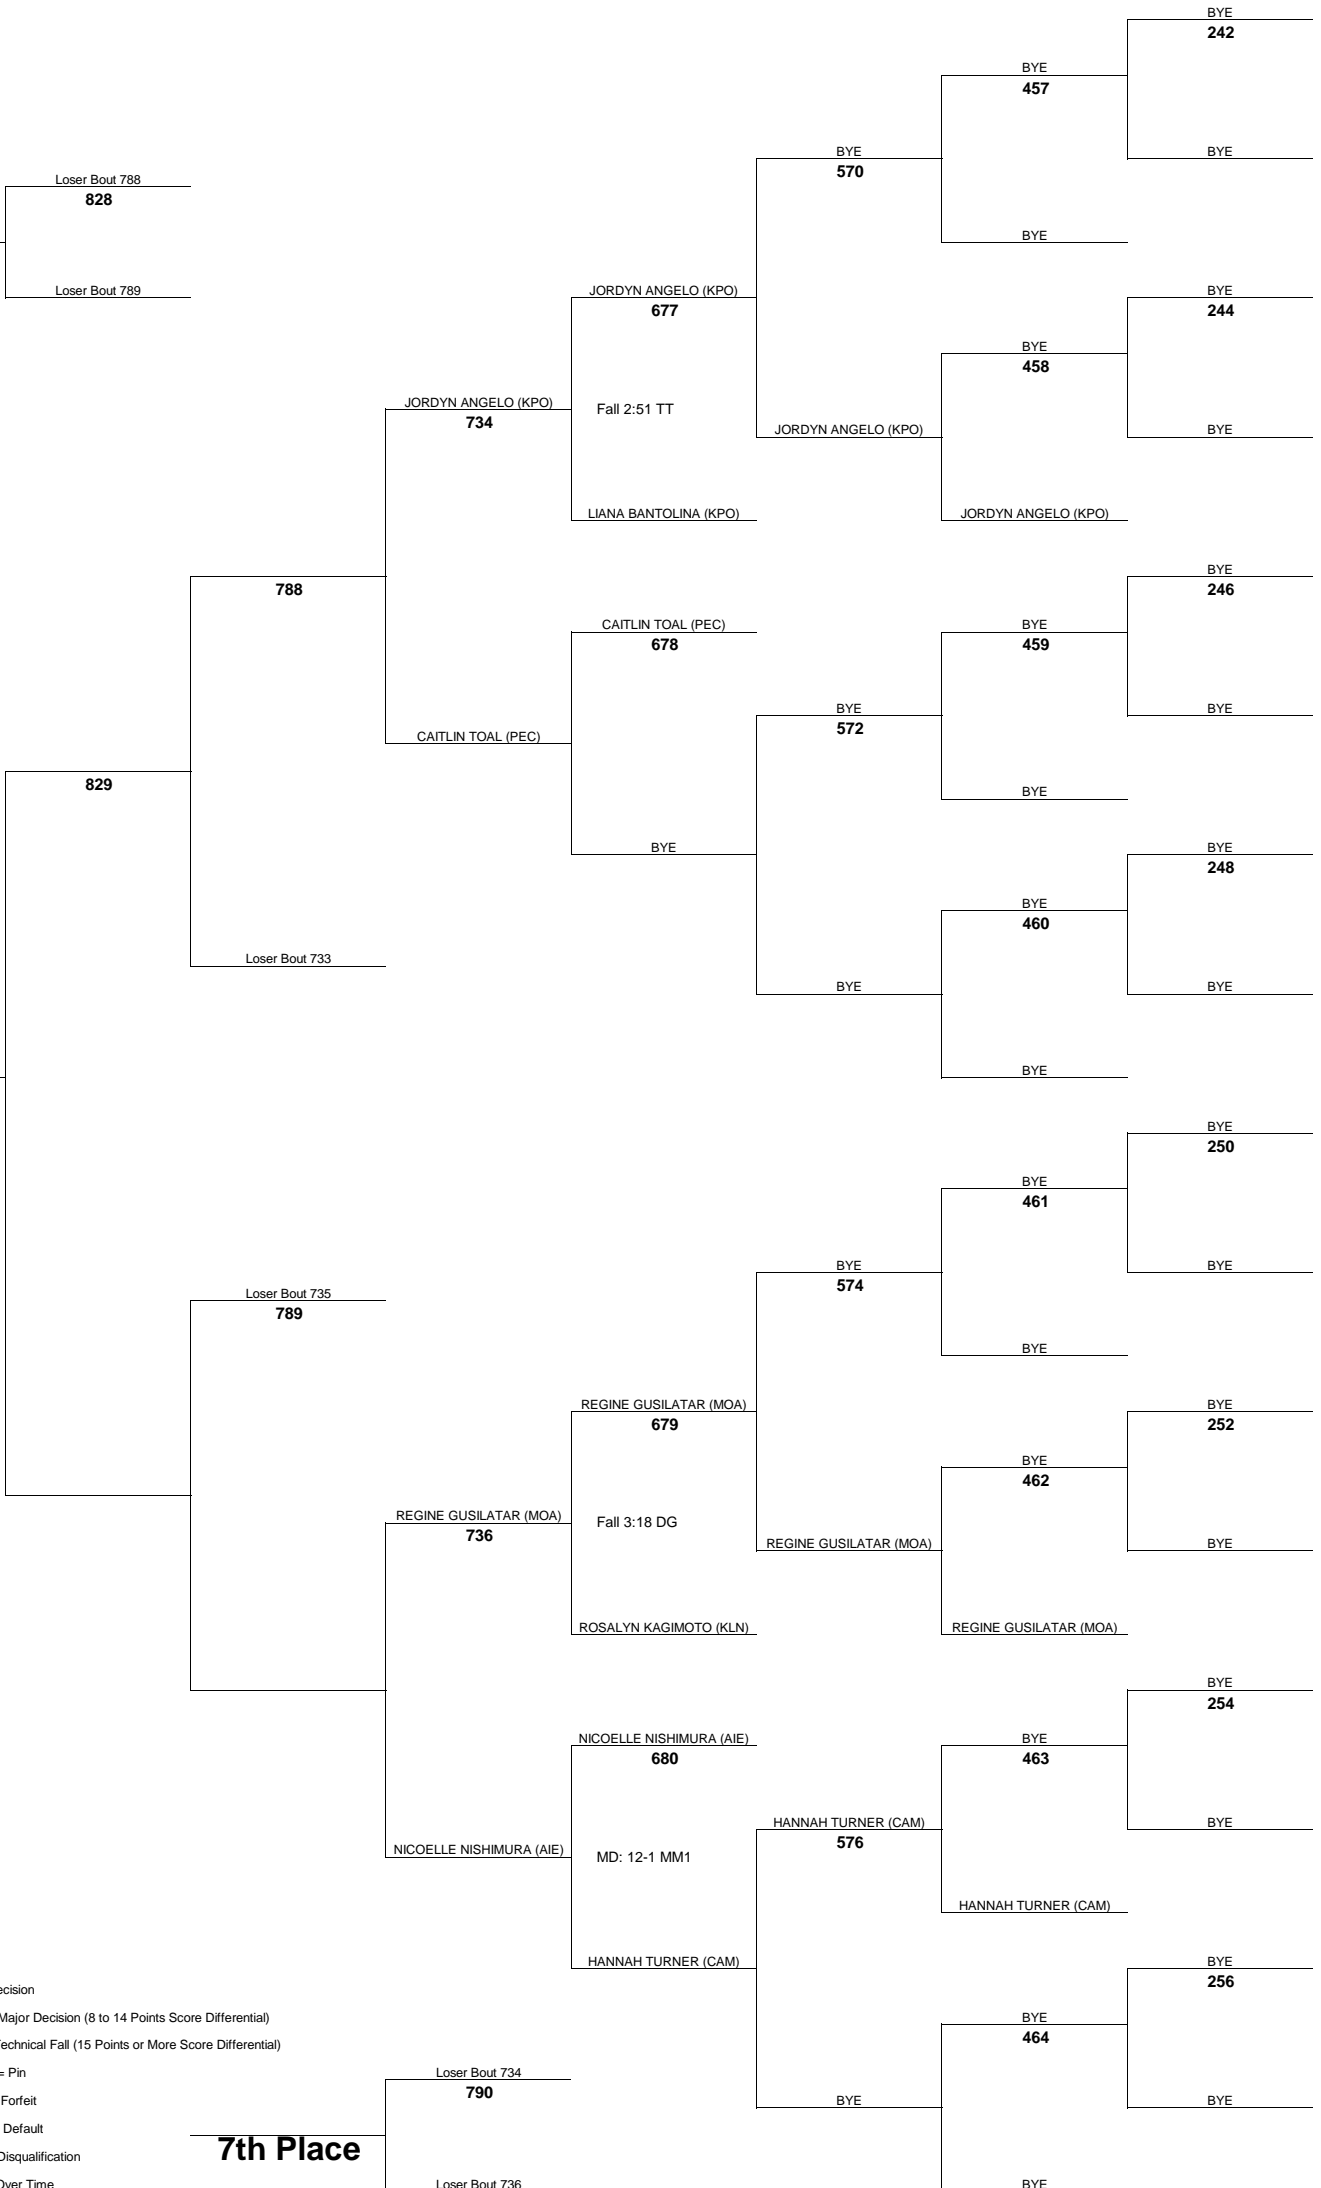 BYE
242
BYE
457
BYE
BYE
570
Loser Bout 788
828
BYE
Loser Bout 789
JORDYN ANGELO (KPO)
677
BYE
244
BYE
458
JORDYN ANGELO (KPO)
734
Fall 2:51 TT
JORDYN ANGELO (KPO)
BYE
LIANA BANTOLINA (KPO)
JORDYN ANGELO (KPO)
788
BYE
246
CAITLIN TOAL (PEC)
678
BYE
459
BYE
572
BYE
CAITLIN TOAL (PEC)
829
BYE
BYE
BYE
248
BYE
460
Loser Bout 733
BYE
BYE
BYE
BYE
250
BYE
461
BYE
574
BYE
Loser Bout 735
789
BYE
REGINE GUSILATAR (MOA)
679
BYE
252
BYE
462
REGINE GUSILATAR (MOA)
736
Fall 3:18 DG
REGINE GUSILATAR (MOA)
BYE
ROSALYN KAGIMOTO (KLN)
REGINE GUSILATAR (MOA)
BYE
254
NICOELLE NISHIMURA (AIE)
680
BYE
463
HANNAH TURNER (CAM)
576
BYE
NICOELLE NISHIMURA (AIE)
MD: 12-1 MM1
HANNAH TURNER (CAM)
HANNAH TURNER (CAM)
BYE
256
ecision
Major Decision (8 to 14 Points Score Differential)
BYE
464
echnical Fall (15 Points or More Score Differential)
= Pin
Loser Bout 734
790
Forfeit
BYE
BYE
Default
7th Place
Disqualification
Over Time
Loser Bout 736
BYE